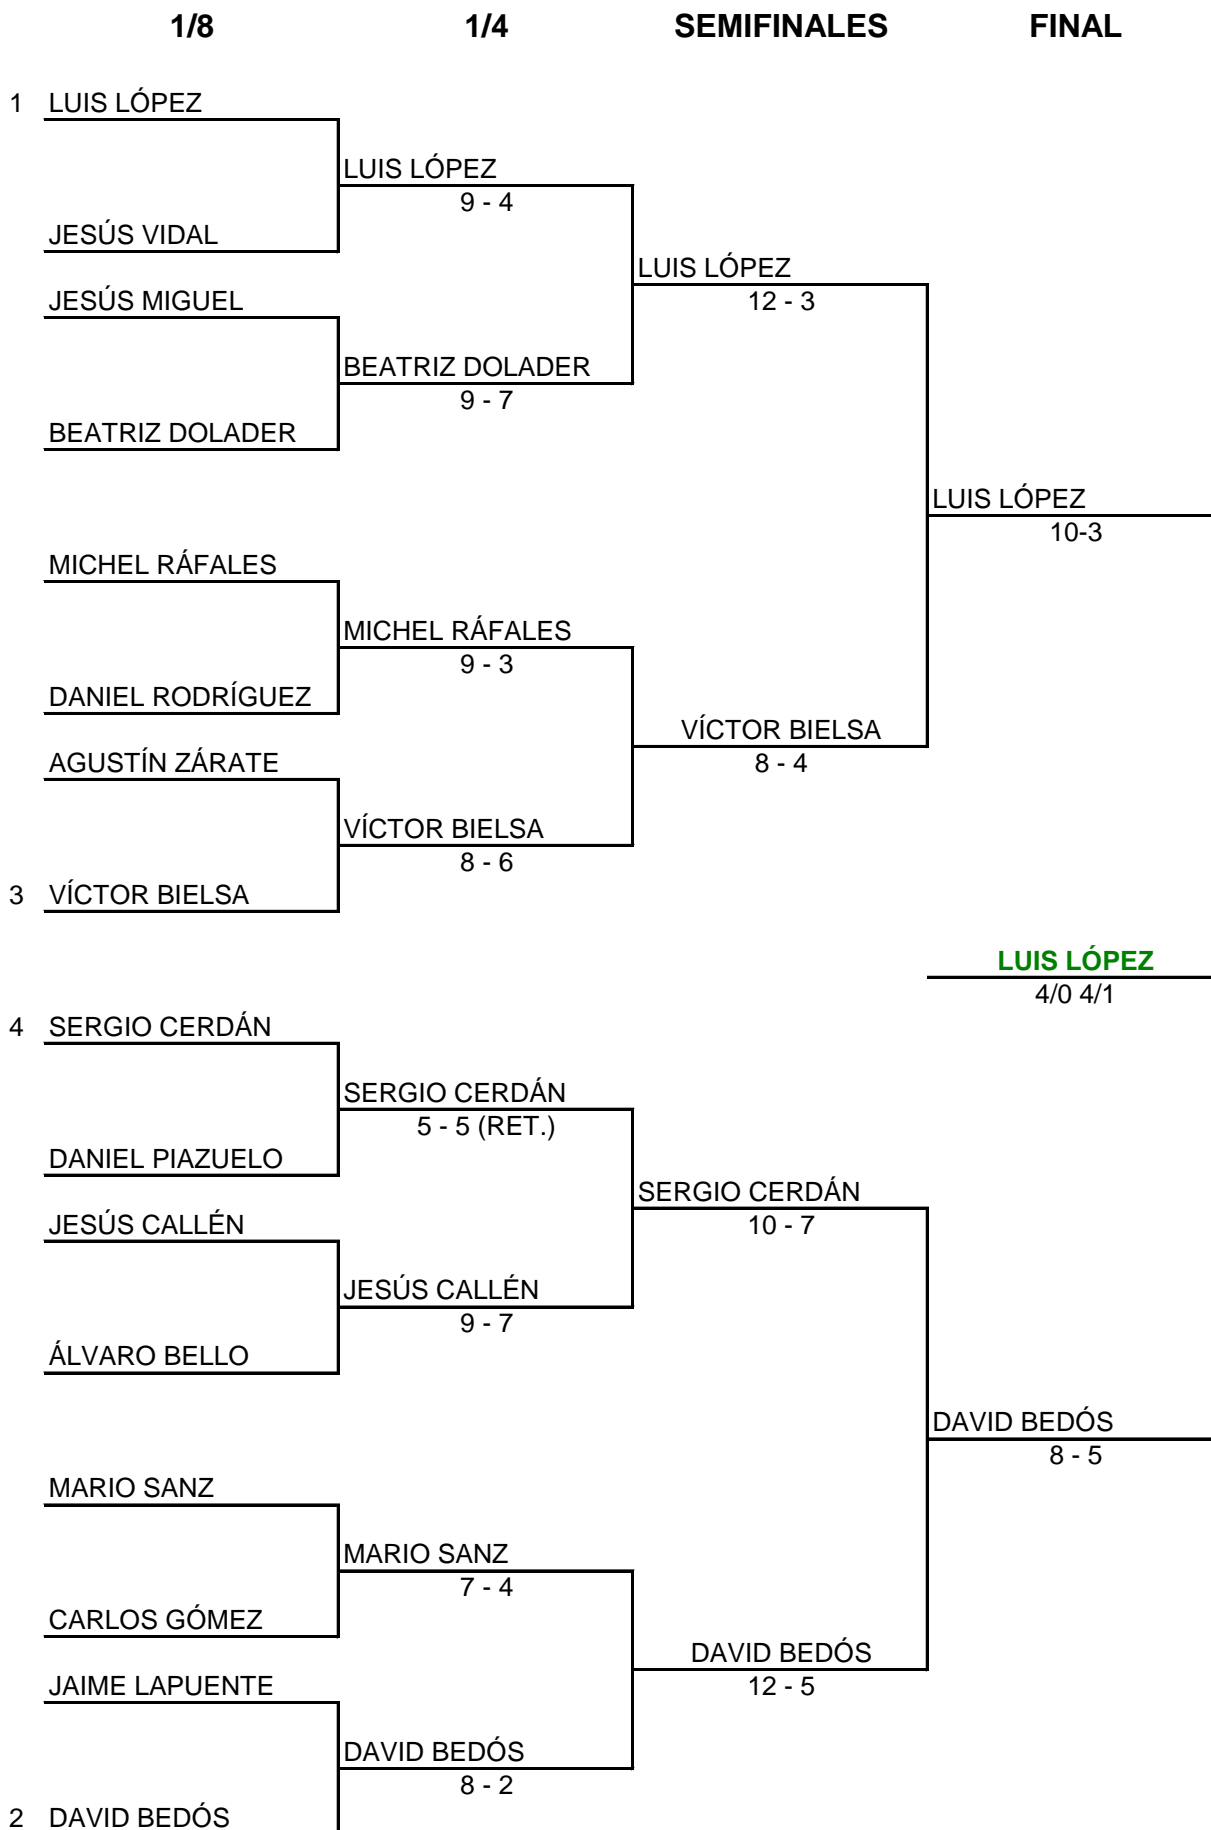 1/8 1/4 SEMIFINALES FINAL
1 LUIS LÓPEZ
LUIS LÓPEZ
9 - 4
JESÚS VIDAL
LUIS LÓPEZ
JESÚS MIGUEL
12 - 3
BEATRIZ DOLADER
9 - 7
BEATRIZ DOLADER
LUIS LÓPEZ
10-3
MICHEL RÁFALES
MICHEL RÁFALES
9 - 3
DANIEL RODRÍGUEZ
VÍCTOR BIELSA
AGUSTÍN ZÁRATE
8 - 4
VÍCTOR BIELSA
8 - 6
3 VÍCTOR BIELSA
LUIS LÓPEZ
4/0 4/1
4 SERGIO CERDÁN
SERGIO CERDÁN
5 - 5 (RET.)
DANIEL PIAZUELO
SERGIO CERDÁN
JESÚS CALLÉN
10 - 7
JESÚS CALLÉN
9 - 7
ÁLVARO BELLO
DAVID BEDÓS
8 - 5
MARIO SANZ
MARIO SANZ
7 - 4
CARLOS GÓMEZ
DAVID BEDÓS
JAIME LAPUENTE
12 - 5
DAVID BEDÓS
8 - 2
2 DAVID BEDÓS